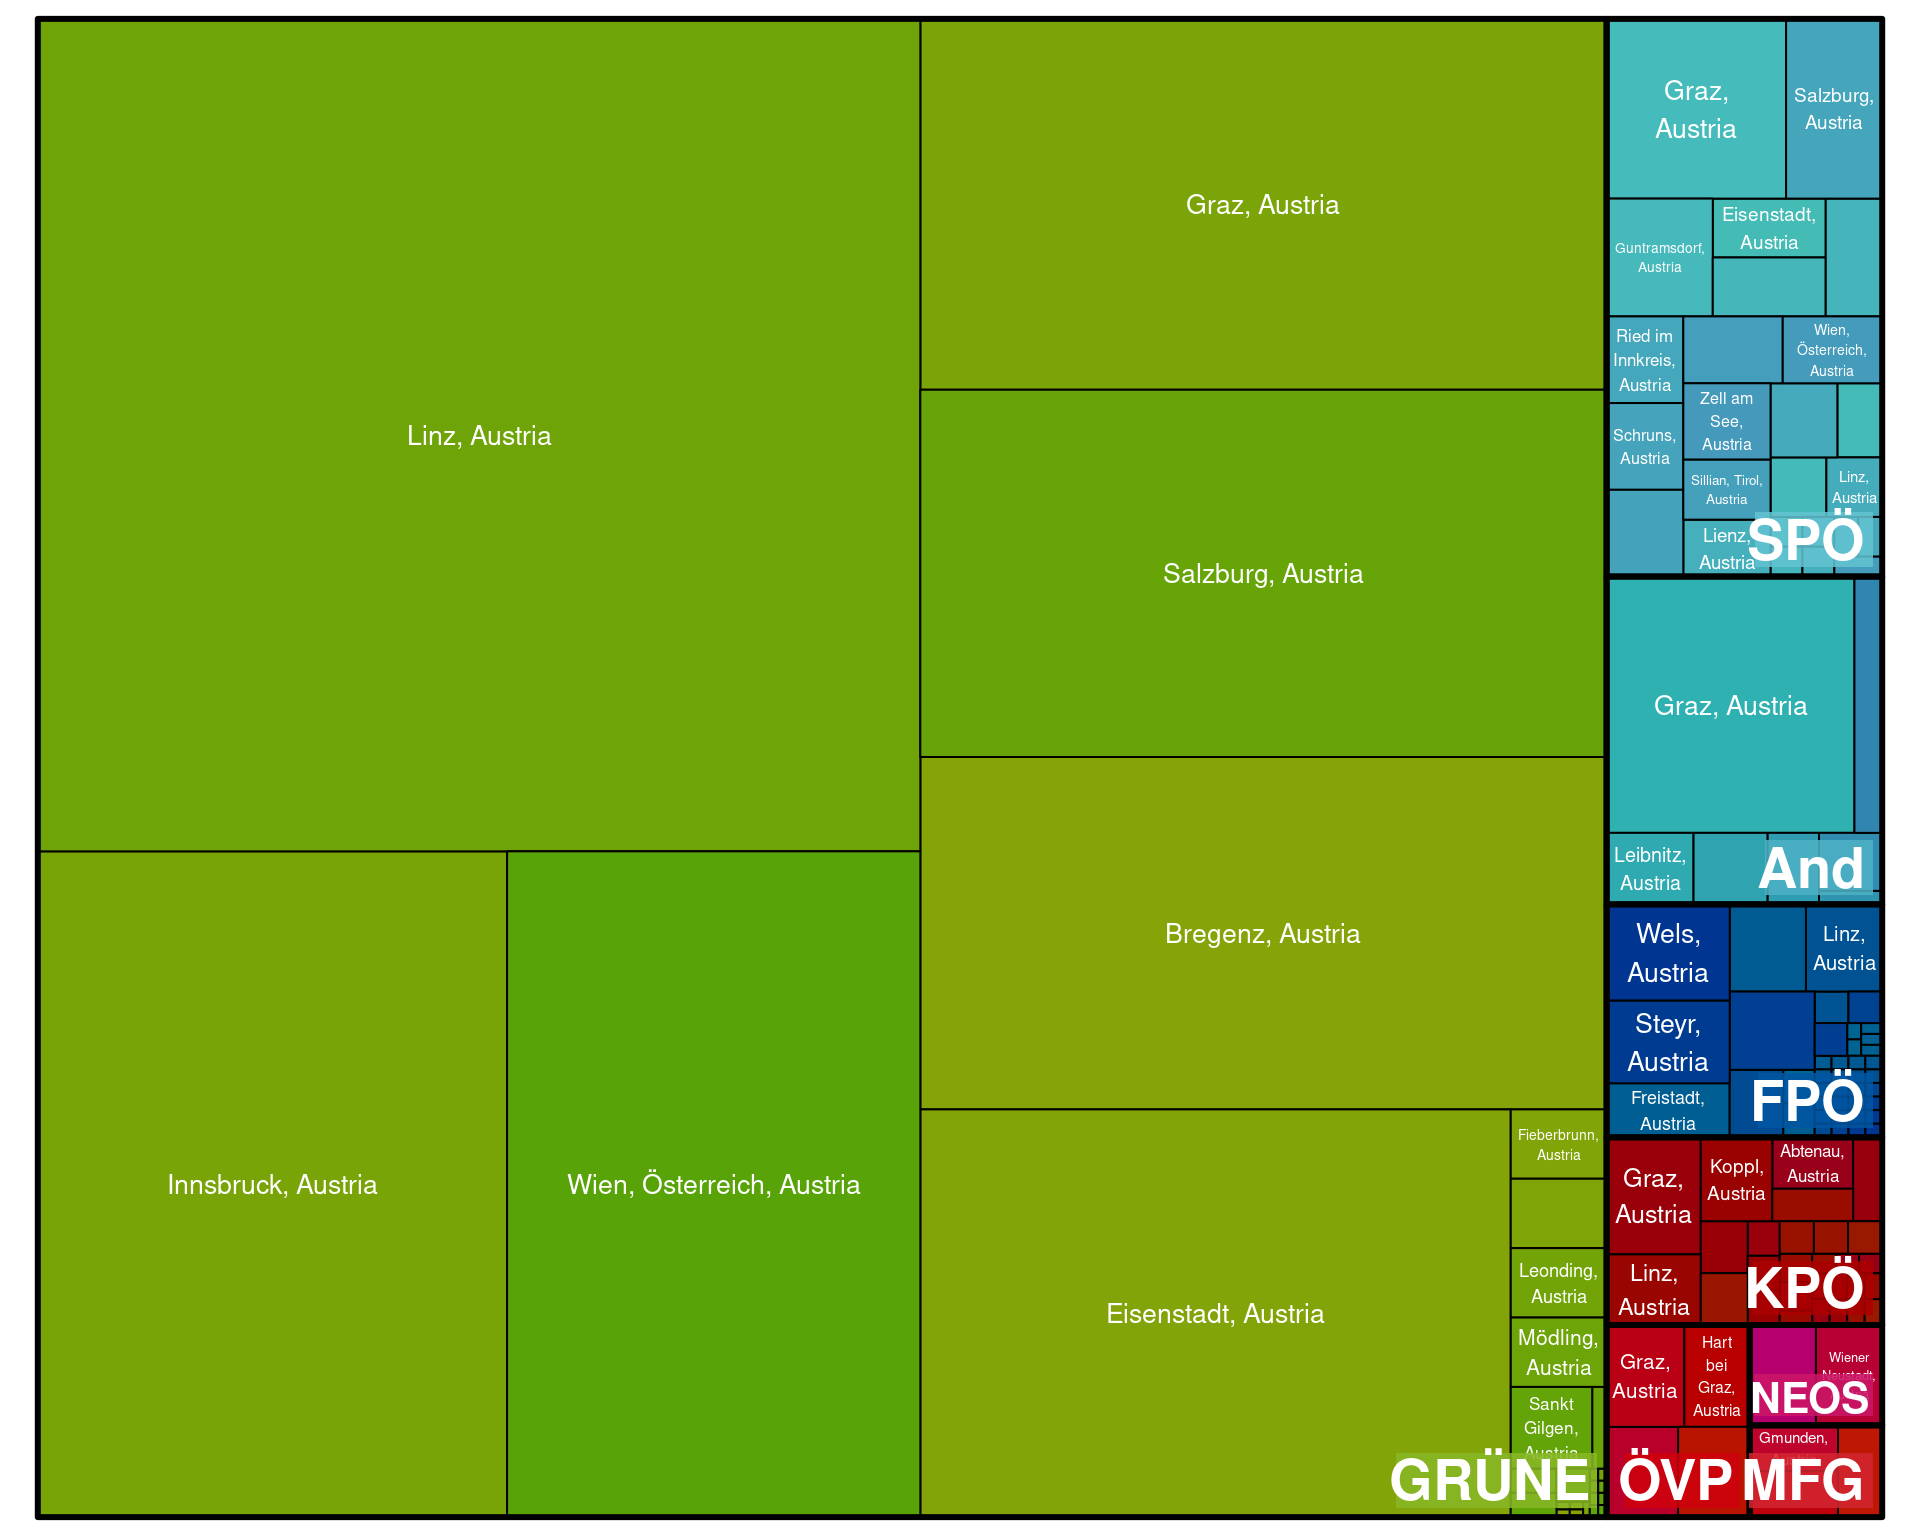 Linz, Austria
Graz, Austria
Salzburg, Austria
Bregenz, Austria
Innsbruck, Austria
Wien, Österreich, Austria
Eisenstadt, Austria
Fieberbrunn,
Austria
Leonding,
Austria
Mödling,
Austria
Sankt
Gilgen,
Austria
GRÜNE
Graz,
Austria
Salzburg,
Austria
Guntramsdorf,
Austria
Eisenstadt,
Austria
Ried im
Innkreis,
Austria
Wien,
Österreich,
Austria
Schruns,
Austria
Zell am
See,
Austria
Sillian, Tirol,
Austria
Linz,
Austria
Lienz,
Austria
SPÖ
Graz, Austria
Leibnitz,
Austria
And
Wels,
Austria
Linz,
Austria
Steyr,
Austria
Freistadt,
Austria
FPÖ
Graz,
Austria
Koppl,
Austria
Abtenau,
Austria
Linz,
Austria
KPÖ
Graz,
Austria
Hart
bei
Graz,
Austria
ÖVP
Wiener
Neustadt,
NEOS
Gmunden,
MFG